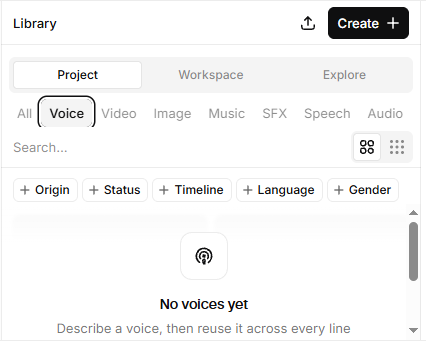 Library
Create
Project Workspace Explore
All Voice Video Image Music SFX Speech Audio
Search...
Origin Status Timeline Language Gender
No voices yet
Describe a voice, then reuse it across every line